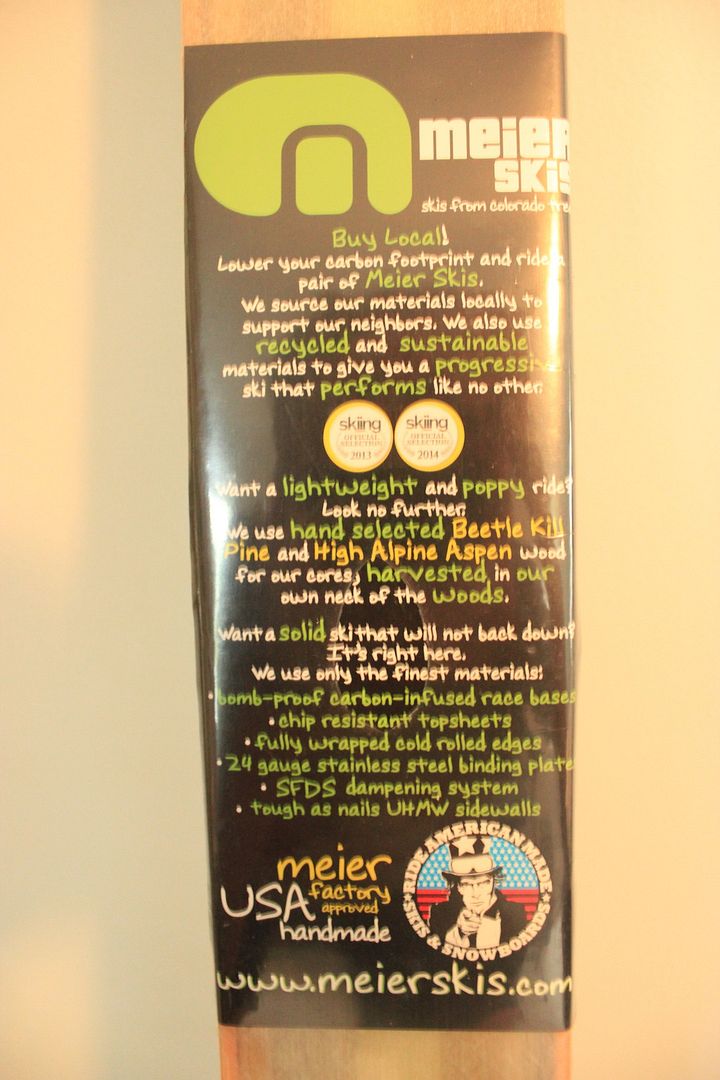 meier
skis
skis from colorado tre
Buy Local!
Lower your carbon footprint and ride a
pair of Meier Skis.
We source our materials locally to
support our neighbors. We also use
recycled and sustainable
materials to give you a progressive
ski that performs like no other.
skiing skiing
OFFICIAL OFFICIAL
SELECTION SELECTION
2013 2014
Want a lightweight and poppy ride?
Look no further.
We use hand selected Beetle Kill
Pine and High Alpine Aspen wood
for our cores, harvested in our
own neck of the woods.
Want a solid ski that will not back down?
It's right here.
We use only the finest materials:
• bomb-proof carbon-infused race bases
• chip resistant topsheets
• fully wrapped cold rolled edges
• 24 gauge stainless steel binding plate
• SFDS dampening system
• tough as nails UHMW sidewalls
meier
USA factory
approved
handmade
RIDE AMERICAN MADE
SKIS & SNOWBOARDS
www.meierskis.com